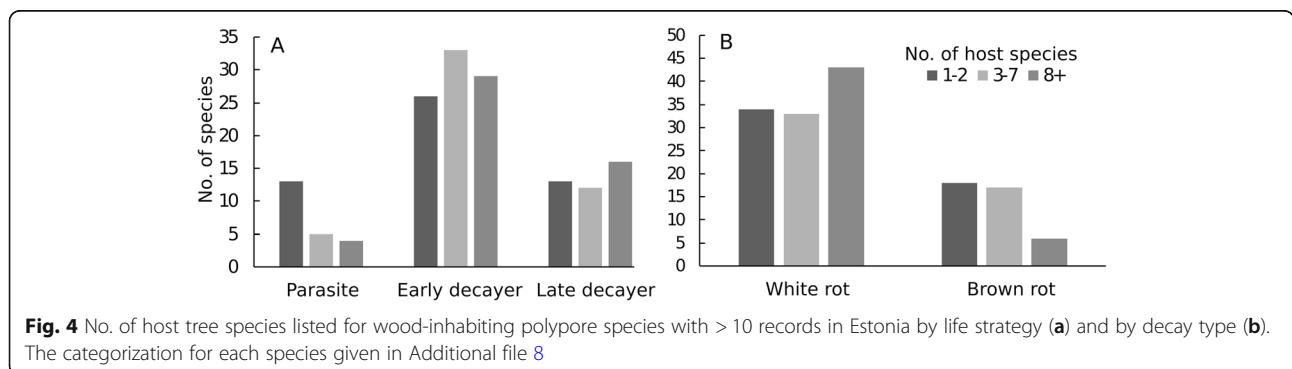 A
No. of species
35
30
25
20
15
10
5
0
Parasite Early decayer Late decayer
B
50
45
40
35
30
25
20
15
10
5
0
No. of host species
1-2 3-7 8+
White rot Brown rot
Fig. 4 No. of host tree species listed for wood-inhabiting polypore species with > 10 records in Estonia by life strategy (a) and by decay type (b).
The categorization for each species given in Additional file 8